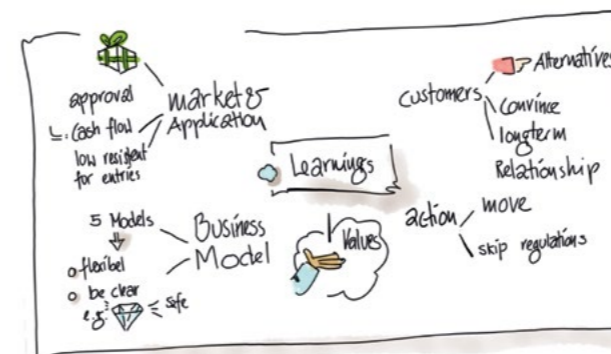 approval
L: Cash flow
low resistent
for entries
market &
Application
Learnings
customers
Alternatives
Convince
longterm
Relationship
5 Models
flexibel
be clear
e.g.
safe
Business
Model
Values
action
move
skip regulations